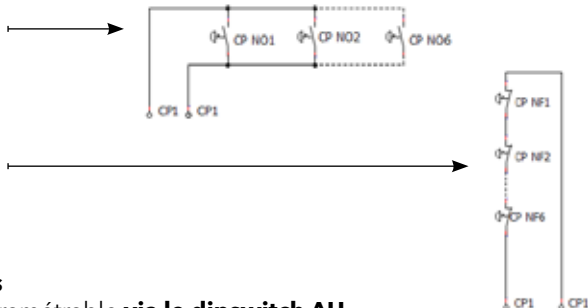 CP NO1
CP NO2
CP NO6
CP1
CP1
CP NF1
CP NF2
CP NF6
CP1
CP1
via le dipswitch AU